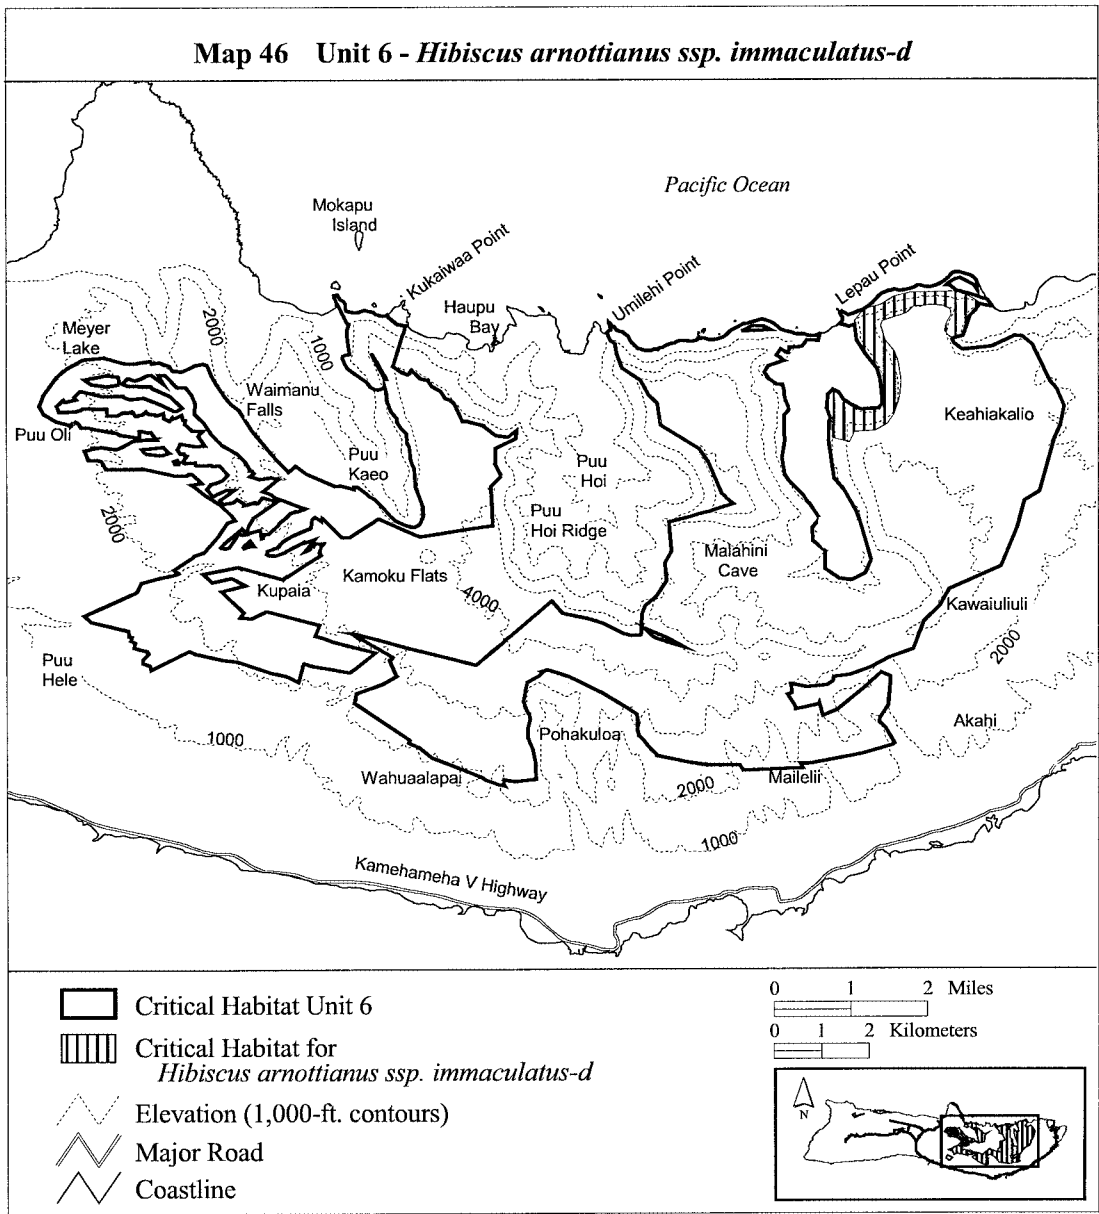 Map 46 Unit 6 - Hibiscus arnottianus ssp. immaculatus-d
Pacific Ocean
Mokapu
Island
Kukaiwaa Point
Haupu
Bay
Umilehi Point
Lepau Point
Meyer
Lake
2000
1000
Waimanu
Falls
Puu Oli
Puu
Kaeo
Keahiakalio
Puu
Hoi
Puu
Hoi Ridge
2000
Malahini
Cave
Kamoku Flats
Kupaia
4000
Kawaiuliuli
2000
Puu
Hele
1000
Akahi
Pohakuloa
Wahuaalapai
Mailelii
2000
1000
Kamehameha V Highway
Critical Habitat Unit 6
Critical Habitat for
Hibiscus arnottianus ssp. immaculatus-d
Elevation (1,000-ft. contours)
Major Road
Coastline
0 1 2 Miles
0 1 2 Kilometers
N